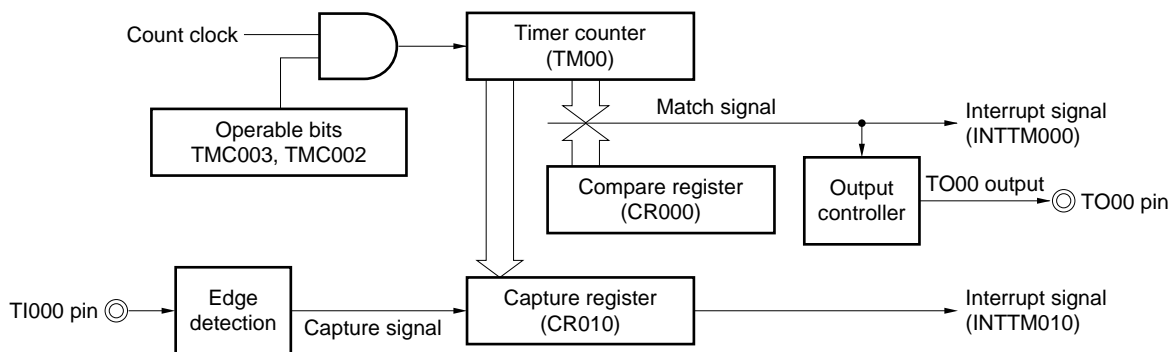 Count clock
Timer counter
(TM00)
Operable bits
TMC003, TMC002
Match signal
Interrupt signal
(INTTM000)
Compare register
(CR000)
Output
controller
TO00 output
TO00 pin
TI000 pin
Edge
detection
Capture signal
Capture register
(CR010)
Interrupt signal
(INTTM010)